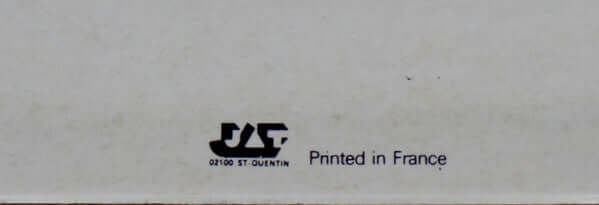 02100 ST. QUENTIN
Printed in France